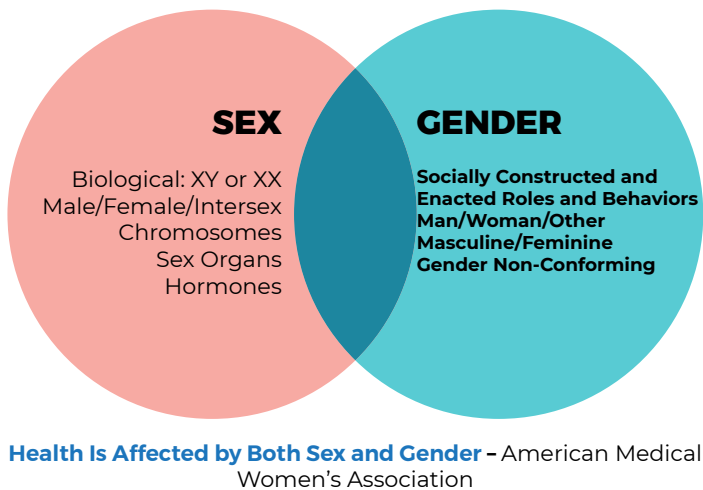 SEX
Biological: XY or XX
Male/Female/Intersex
Chromosomes
Sex Organs
Hormones
GENDER
Socially Constructed and
Enacted Roles and Behaviors
Man/Woman/Other
Masculine/Feminine
Gender Non-Conforming
Health Is Affected by Both Sex and Gender – American Medical
Women’s Association